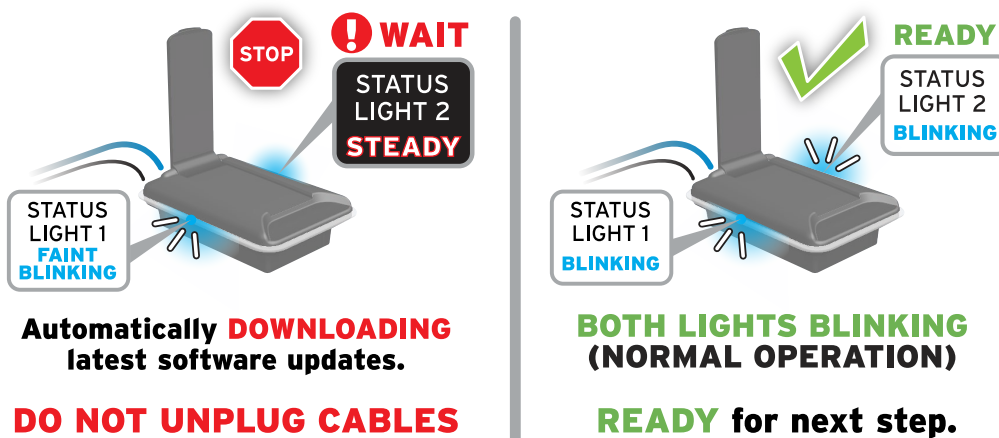 STOP
! WAIT
STATUS
LIGHT 2
STEADY
STATUS
LIGHT 1
FAINT
BLINKING
Automatically DOWNLOADING
latest software updates.
DO NOT UNPLUG CABLES
READY
STATUS
LIGHT 2
BLINKING
STATUS
LIGHT 1
BLINKING
BOTH LIGHTS BLINKING
(NORMAL OPERATION)
READY for next step.